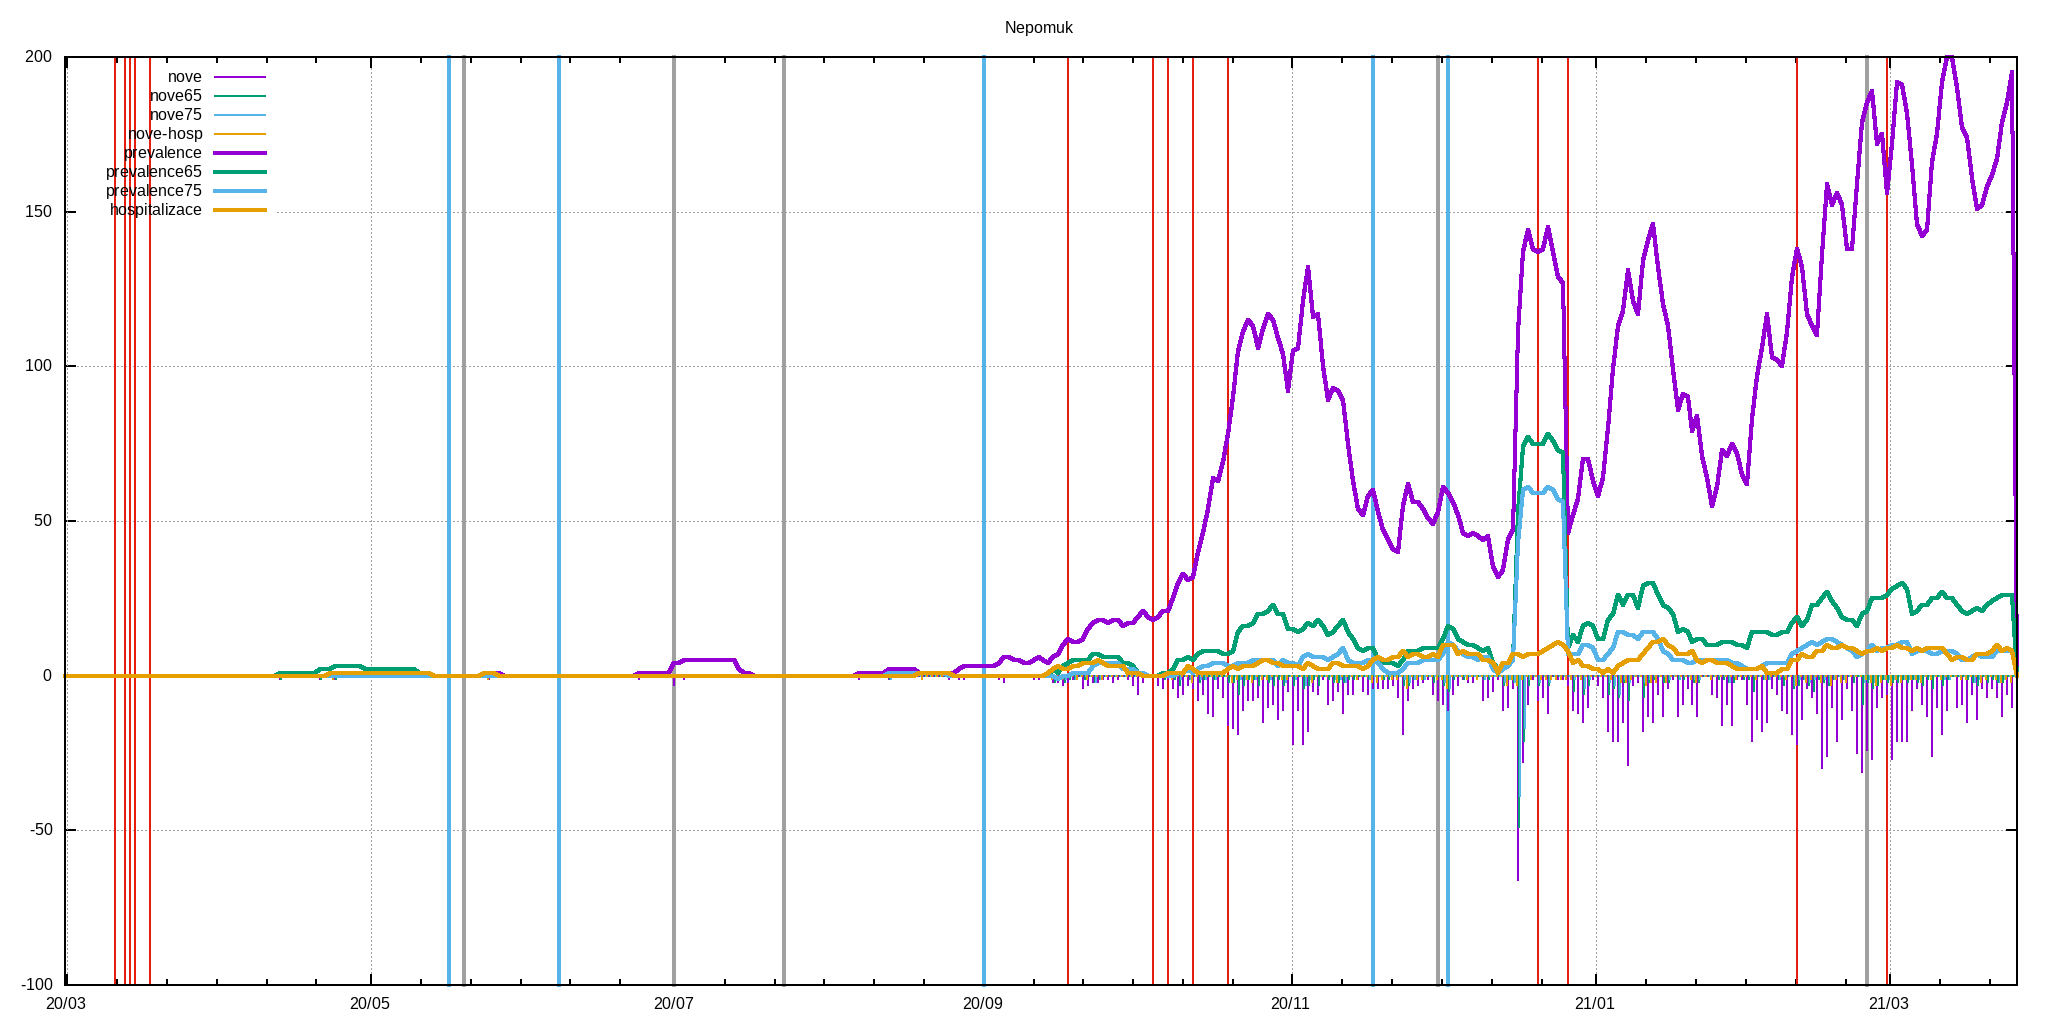 Nepomuk
200
150
100
50
0
-50
-100
nove
nove65
nove75
nove-hosp
prevalence
prevalence65
prevalence75
hospitalizace
20/03
20/05
20/07
20/09
20/11
21/01
21/03